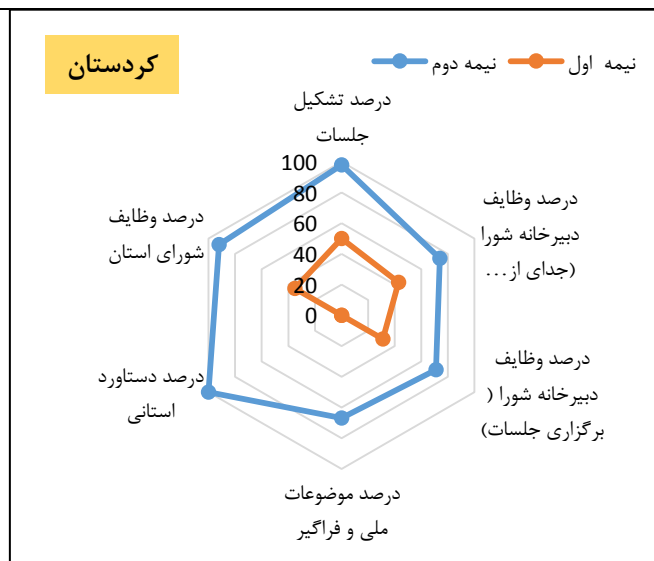 کردستان
نیمه دوم
نیمه اول
درصد تشکیل
جلسات
100
80
60
40
20
0
درصد وظایف
دبیرخانه شورا
(جدای از...
درصد وظایف
دبیرخانه شورا (
برگزاری جلسات)
درصد موضوعات
ملی و فراگیر
درصد دستاورد
استانی
درصد وظایف
شورای استان